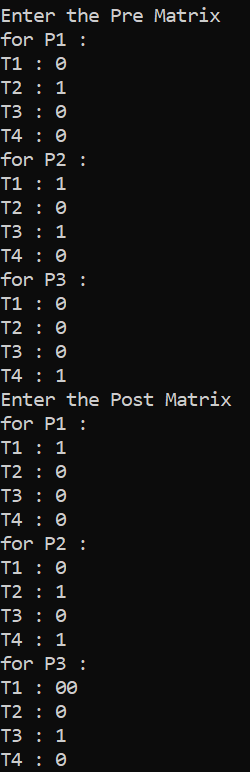 Enter the Pre Matrix
for P1 :
T1 : 0
T2 : 1
T3 : 0
T4 : 0
for P2 :
T1 : 1
T2 : 0
T3 : 1
T4 : 0
for P3 :
T1 : 0
T2 : 0
T3 : 0
T4 : 1
Enter the Post Matrix
for P1 :
T1 : 1
T2 : 0
T3 : 0
T4 : 0
for P2 :
T1 : 0
T2 : 1
T3 : 0
T4 : 1
for P3 :
T1 : 00
T2 : 0
T3 : 1
T4 : 0